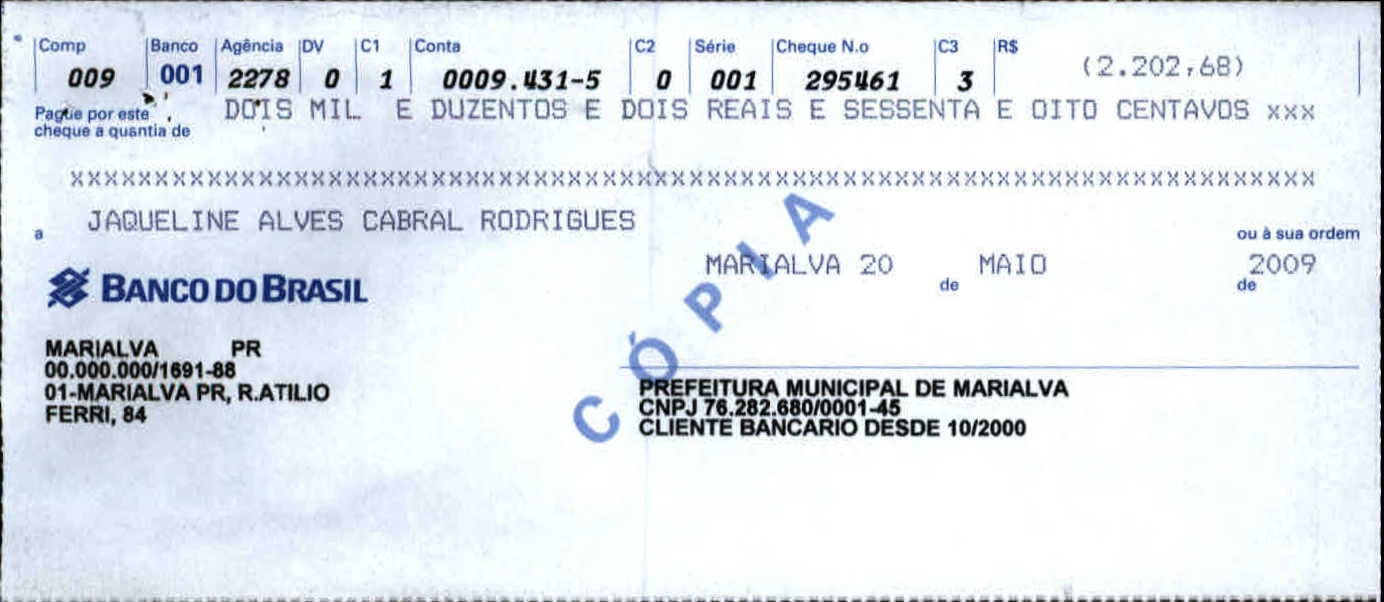 Comp Banco Agência DV C1 Conta C2 Série Cheque N.o C3 R$
009 001 2278 0 1 0009.431-5 0 001 295461 3 (2.202,68)
Pague por este cheque a quantia de DOIS MIL E DUZENTOS E DOIS REAIS E SESSENTA E OITO CENTAVOS xxx
XXXXXXXXXXXXXXXXXXXXXXXXXXXXXXXXXXXXXXXXXXXXXXXXXXXXXXXXXXXXXXXXXXXXXXXXX
a JAQUELINE ALVES CABRAL RODRIGUES ou à sua ordem
MARIALVA 20 de MAIO de 2009
BANCO DO BRASIL
CÓPIA
MARIALVA PR
00.000.000/1691-88
01-MARIALVA PR, R.ATILIO
FERRI, 84
PREFEITURA MUNICIPAL DE MARIALVA
CNPJ 76.282.680/0001-45
CLIENTE BANCARIO DESDE 10/2000